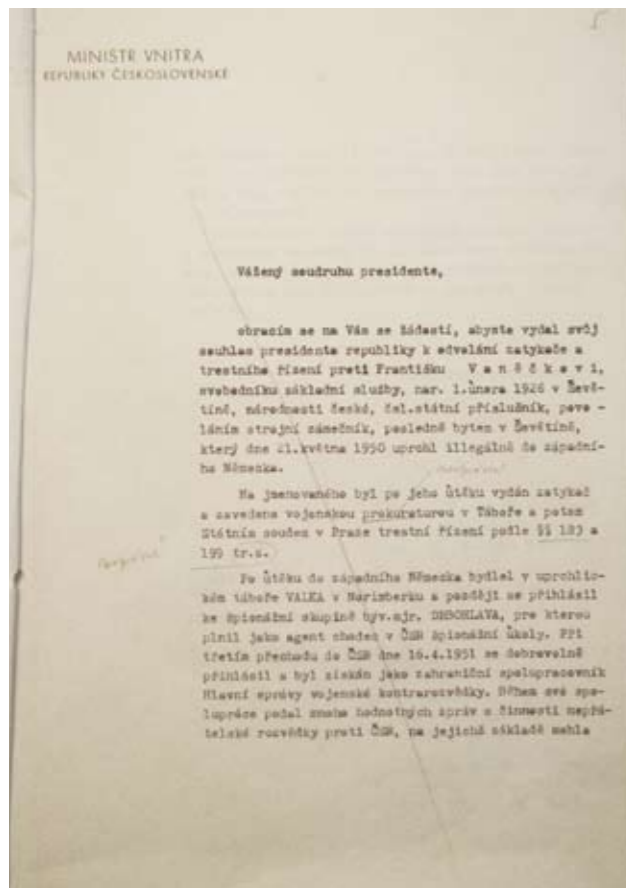 5
MINISTR VNITRA
REPUBLIKY ČESKOSLOVENSKÉ
Vážený soudruhu presidente,
obracím se na Vás se žádostí, abyste vydal svůj
souhlas presidenta republiky k odvolání zatykače a
trestního řízení proti Františku V a n ě č k o v i,
svobodníku základní služby, nar. 1.února 1926 v Ševě-
tíně, národnosti české, čsl.státní příslušník, povo -
láním strojní zámečník, posledně bytem v Ševětíně,
který dne 21.května 1950 uprchl illegálně do západní-
ho Německa.
Na jmenovaného byl po jeho útěku vydán zatykač
a zavedeno vojenskou prokuraturou v Táboře a potom
Státním soudem v Praze trestní řízení podle §§ 183 a
199 tr.z.
Po útěku do západního Německa bydlel v uprchlic-
kém táboře VALKA v Norimberku a později se přihlásil
ke špionážní skupině býv.mjr. , pro kterou
plnil jako agent chodec v ČSR špionážní úkoly. Při
třetím přechodu do ČSR dne 16.4.1951 se dobrovolně
přihlásil a byl získán jako zahraniční spolupracovník
Hlavní správy vojenské kontrarozvědky. Během své spo-
lupráce podal mnoho hodnotných zpráv o činnosti nepřá-
telské rozvědky proti ČSR, na jejichž základě mohla